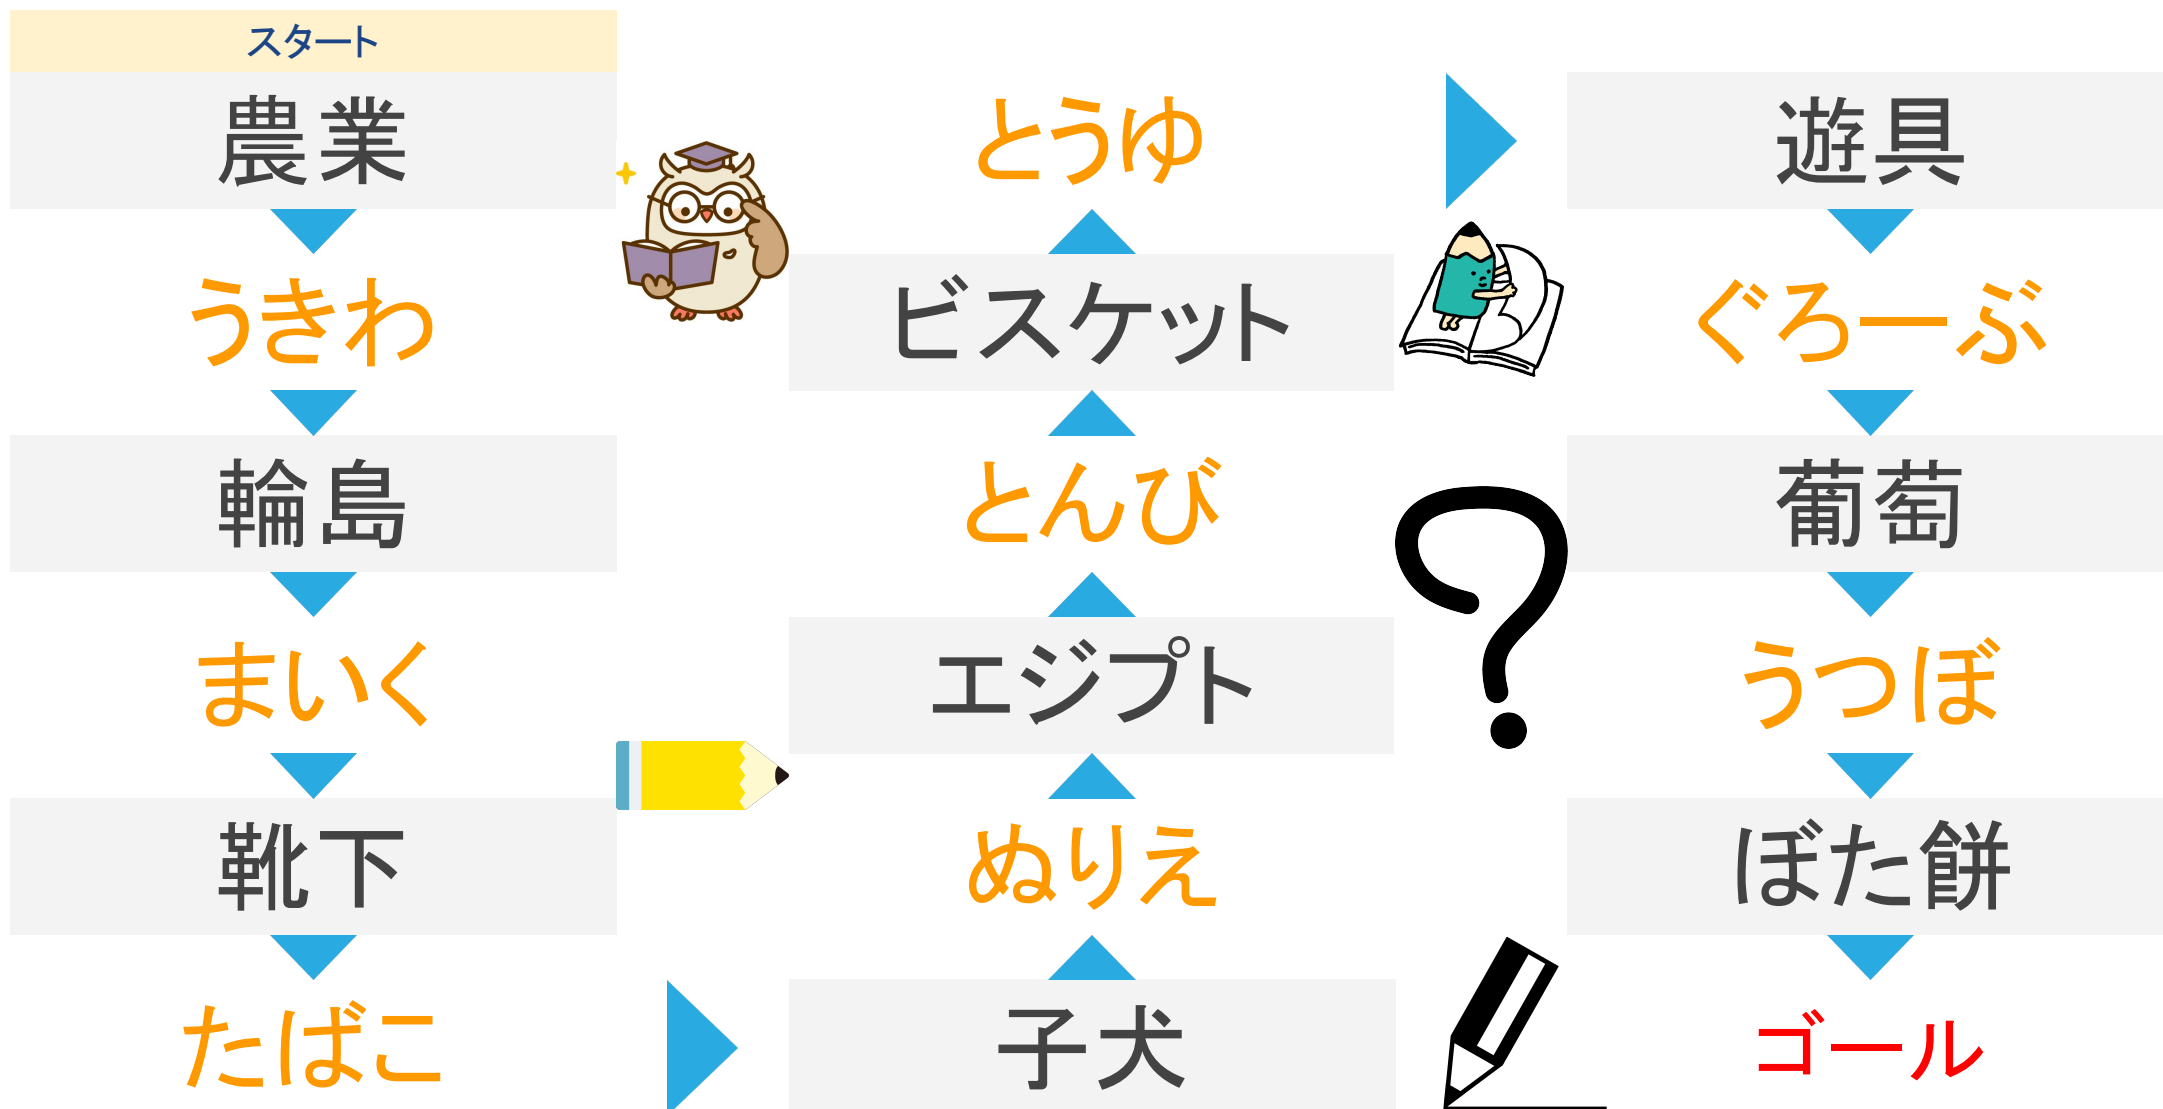 スタート
農業
うきわ
輪島
まいく
靴下
たばこ
子犬
ぬりえ
エジプト
とんび
ビスケット
とうゆ
遊具
ぐろーぶ
葡萄
うつぼ
ぼた餅
ゴール